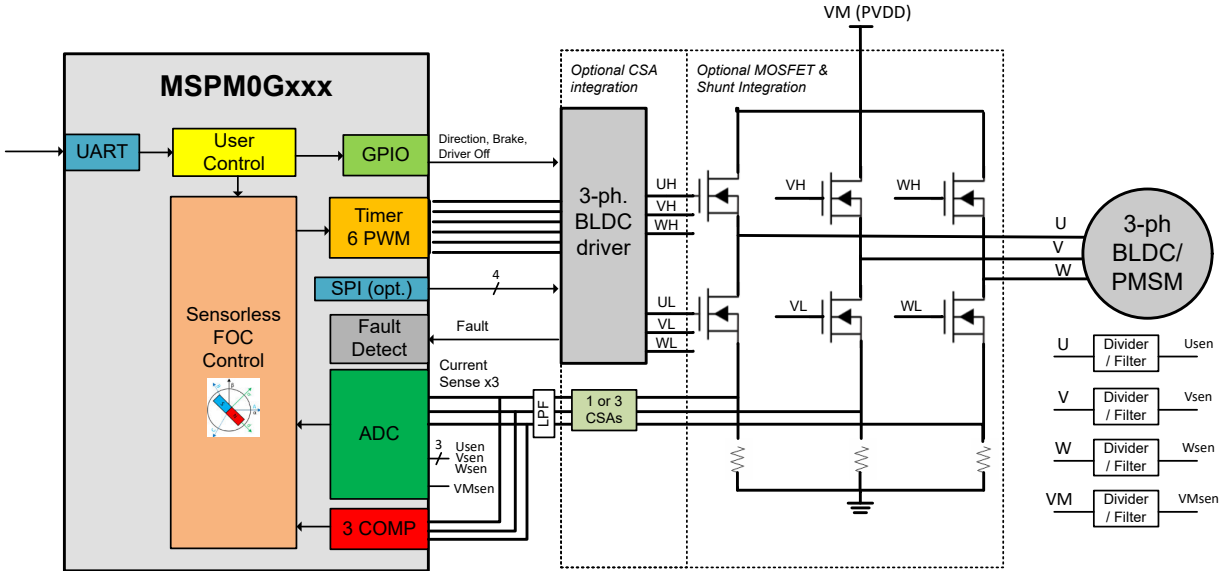 VM (PVDD)
MSPM0Gxxx
Optional CSA
integration
Optional MOSFET &
Shunt Integration
UART
User
Control
GPIO
Direction, Brake,
Driver Off
Timer
6 PWM
3-ph.
BLDC
driver
UH
VH
WH
VH
WH
SPI (opt.)
4
Sensorless
FOC
Control
Fault
Detect
Fault
UL
VL
WL
VL
WL
U
V
W
3-ph
BLDC/
PMSM
Current
Sense x3
ADC
LPF
1 or 3
CSAs
3
Usen
Vsen
Wsen
VMsen
3 COMP
U
Divider
/ Filter
Usen
V
Divider
/ Filter
Vsen
W
Divider
/ Filter
Wsen
VM
Divider
/ Filter
VMsen